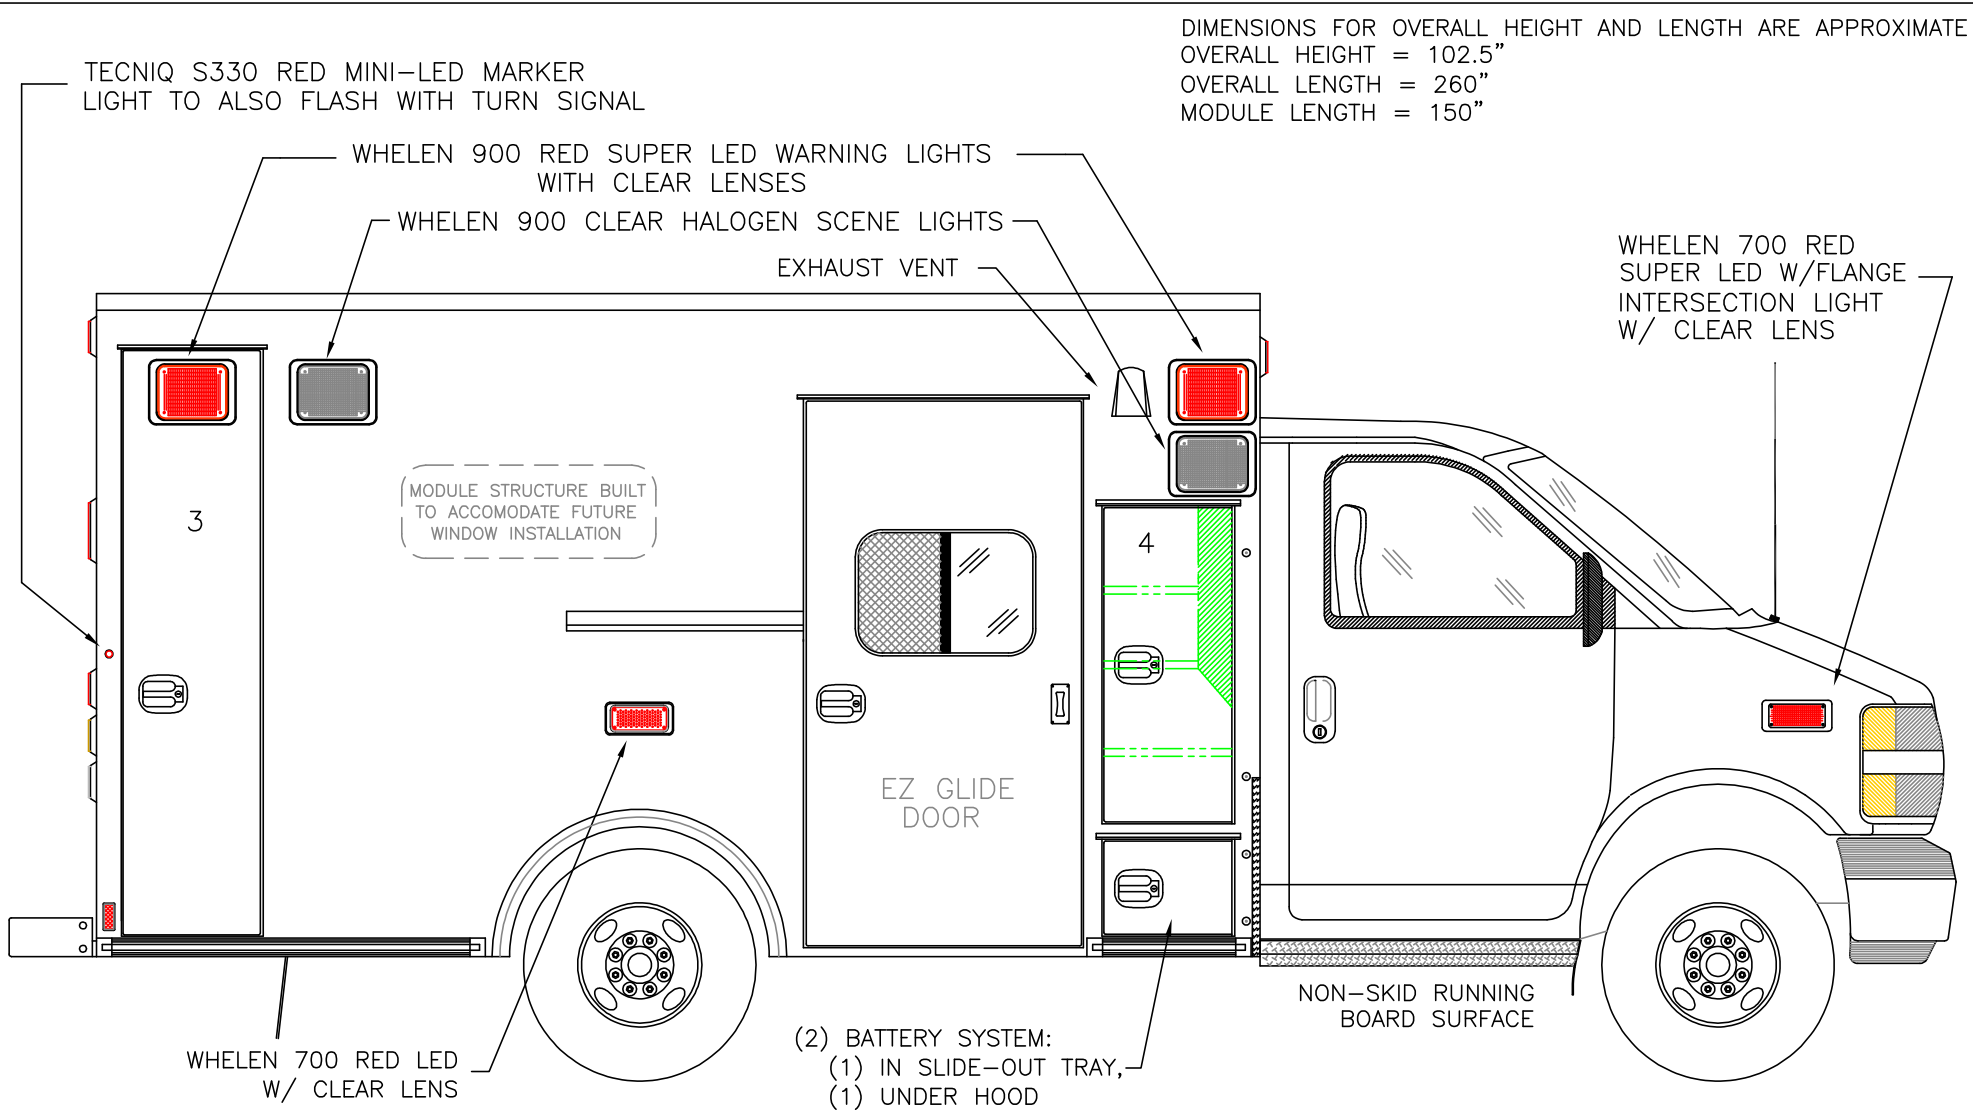 DIMENSIONS FOR OVERALL HEIGHT AND LENGTH ARE APPROXIMATE
OVERALL HEIGHT = 102.5”
OVERALL LENGTH = 260”
MODULE LENGTH = 150”
TECNIQ S330 RED MINI-LED MARKER
LIGHT TO ALSO FLASH WITH TURN SIGNAL
WHELEN 900 RED SUPER LED WARNING LIGHTS
WITH CLEAR LENSES
WHELEN 900 CLEAR HALOGEN SCENE LIGHTS
EXHAUST VENT
WHELEN 700 RED
SUPER LED W/FLANGE
INTERSECTION LIGHT
W/ CLEAR LENS
MODULE STRUCTURE BUILT
TO ACCOMODATE FUTURE
WINDOW INSTALLATION
3
4
EZ GLIDE
DOOR
NON-SKID RUNNING
BOARD SURFACE
WHELEN 700 RED LED
W/ CLEAR LENS
(2) BATTERY SYSTEM:
(1) IN SLIDE-OUT TRAY,
(1) UNDER HOOD